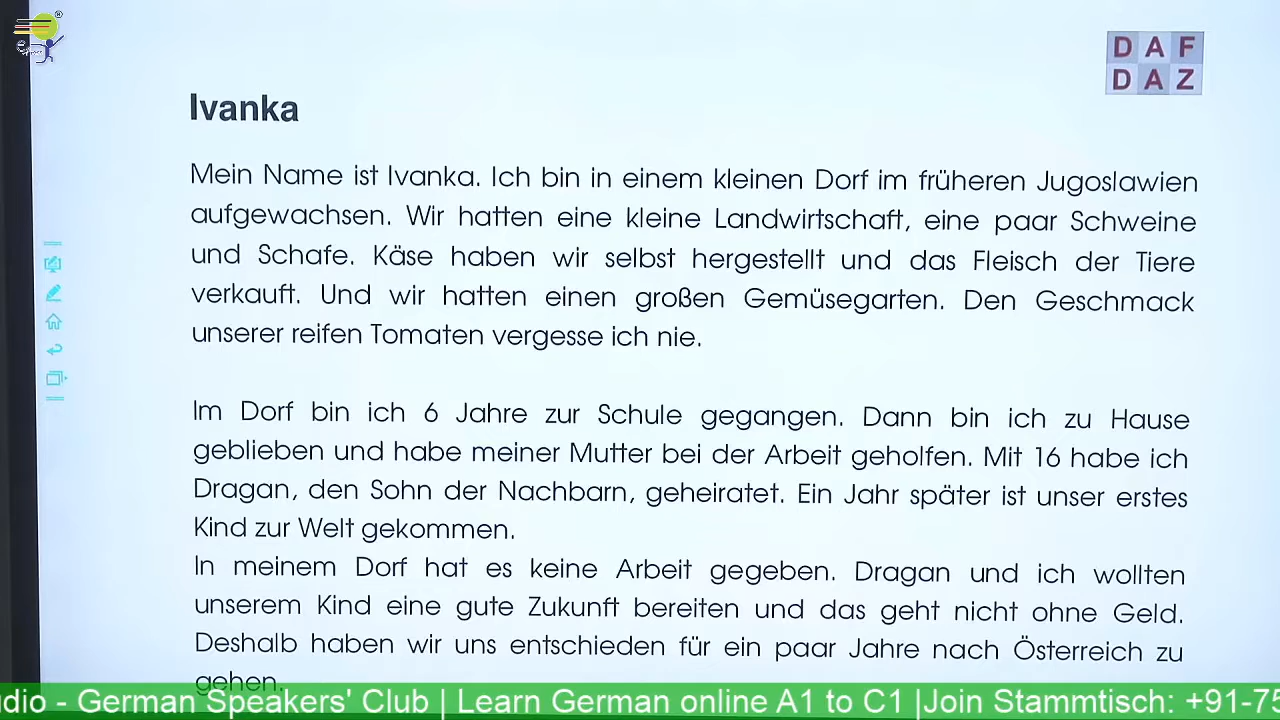 DAF
DAZ
Ivanka
Mein Name ist Ivanka. Ich bin in einem kleinen Dorf im früheren Jugoslawien
aufgewachsen. Wir hatten eine kleine Landwirtschaft, eine paar Schweine
und Schafe. Käse haben wir selbst hergestellt und das Fleisch der Tiere
verkauft. Und wir hatten einen großen Gemüsegarten. Den Geschmack
unserer reifen Tomaten vergesse ich nie.
Im Dorf bin ich 6 Jahre zur Schule gegangen. Dann bin ich zu Hause
geblieben und habe meiner Mutter bei der Arbeit geholfen. Mit 16 habe ich
Dragan, den Sohn der Nachbarn, geheiratet. Ein Jahr später ist unser erstes
Kind zur Welt gekommen.
In meinem Dorf hat es keine Arbeit gegeben. Dragan und ich wollten
unserem Kind eine gute Zukunft bereiten und das geht nicht ohne Geld.
Deshalb haben wir uns entschieden für ein paar Jahre nach Österreich zu
gehen.
dio - German Speakers' Club | Learn German online A1 to C1 |Join Stammtisch: +91-75